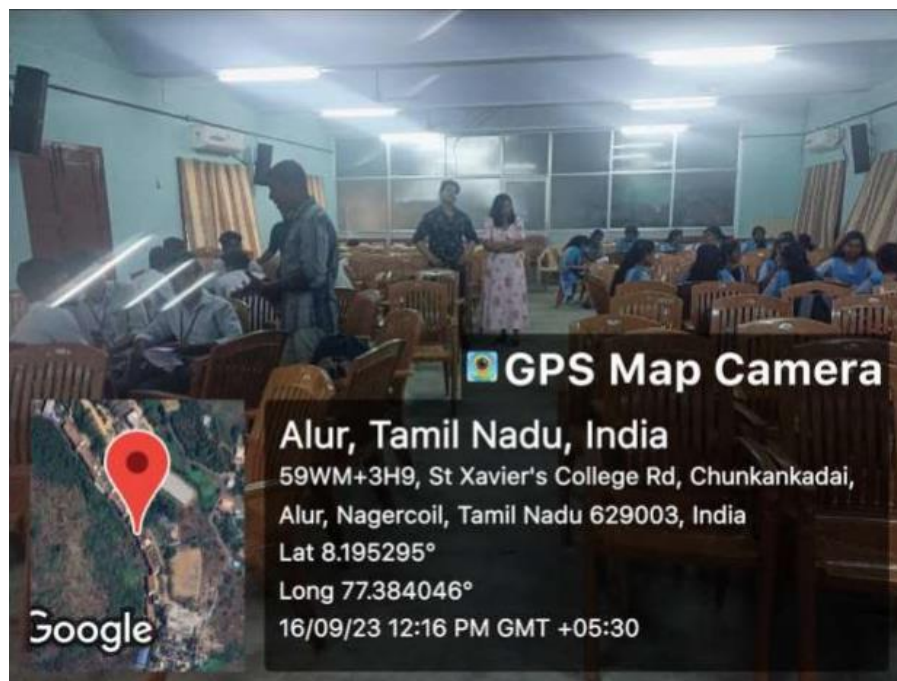 GPS Map Camera
Alur, Tamil Nadu, India
59WM+3H9, St Xavier's College Rd, Chunkankadai,
Alur, Nagercoil, Tamil Nadu 629003, India
Lat 8.195295°
Long 77.384046°
16/09/23 12:16 PM GMT +05:30
Google